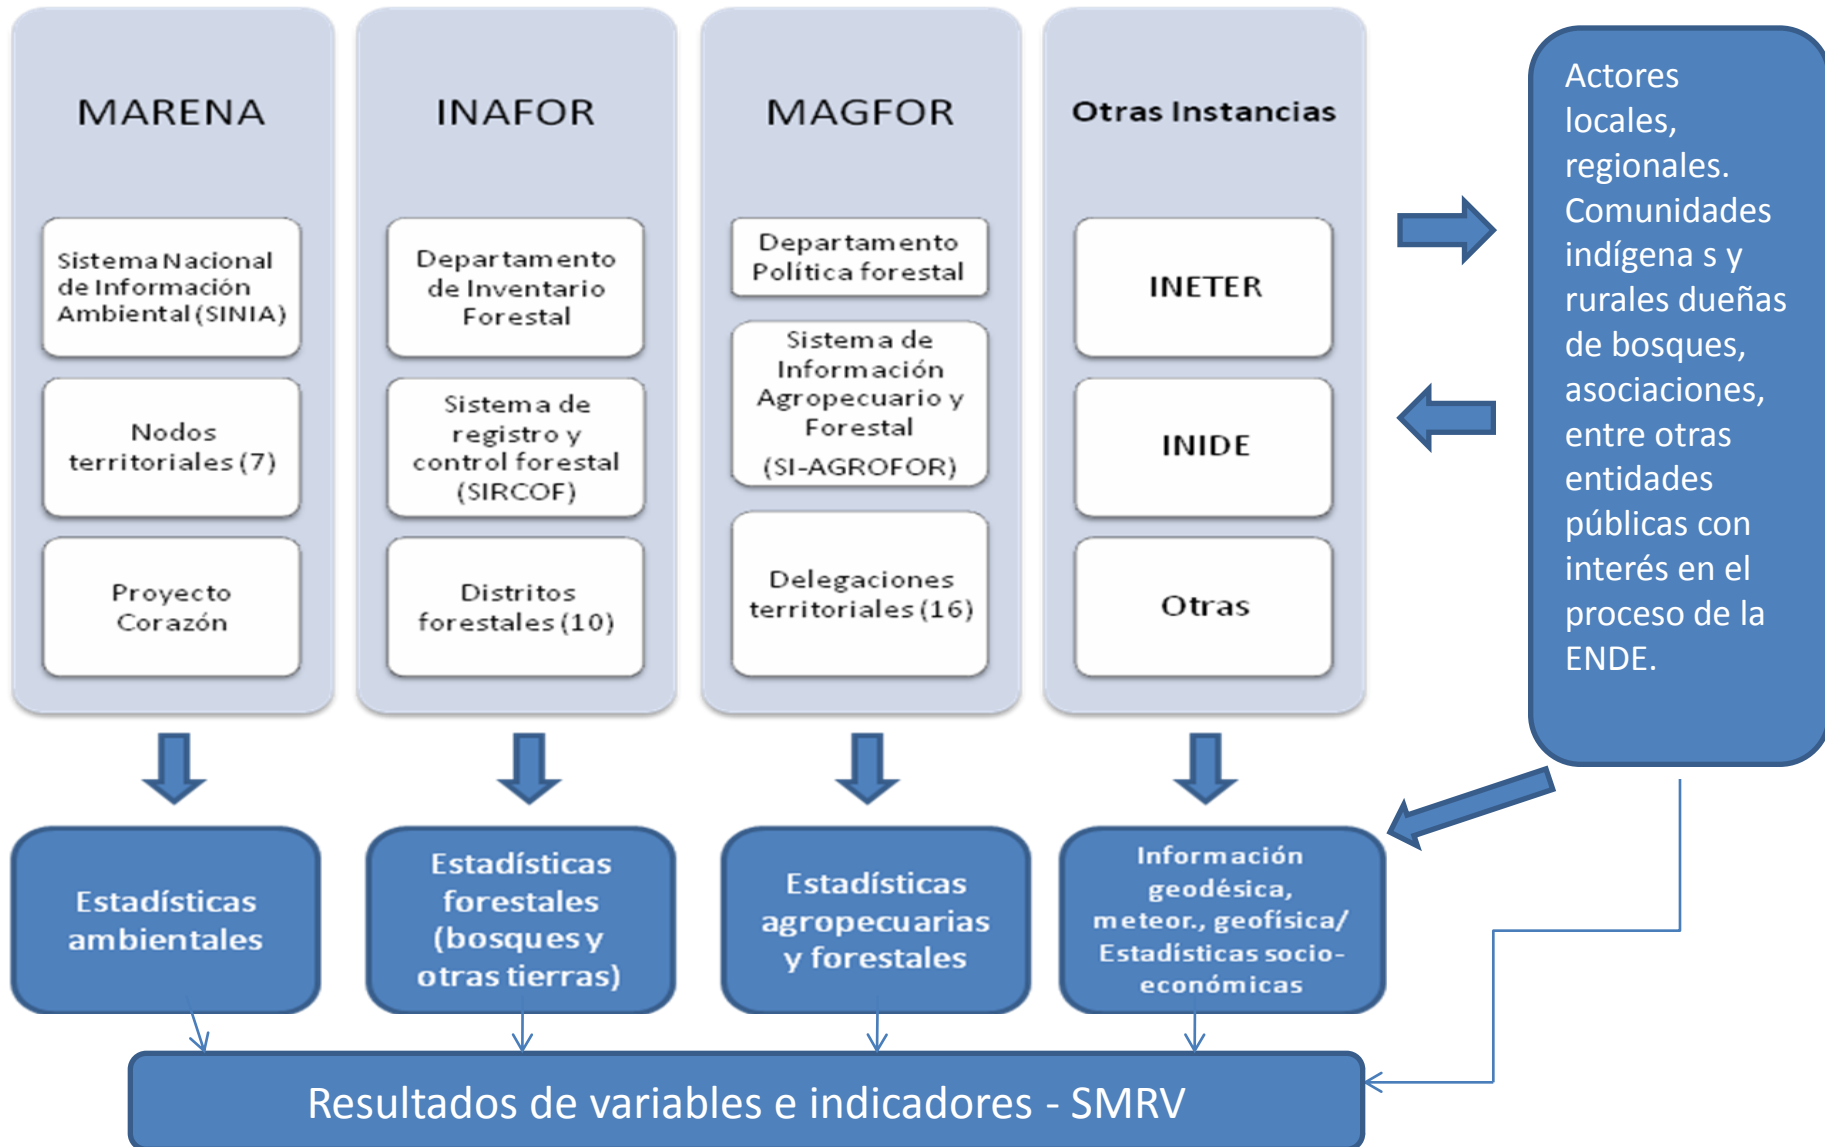 MARENA
Sistema Nacional
de Información
Ambiental (SINIA)
Nodos
territoriales (7)
Proyecto
Corazón
INAFOR
Departamento
de Inventario
Forestal
Sistema de
registro y
control forestal
(SIRCOF)
Distritos
forestales (10)
MAGFOR
Departamento
Política forestal
Sistema de
Información
Agropecuario y
Forestal
(SI-AGROFOR)
Delegaciones
territoriales (16)
Otras Instancias
INETER
INIDE
Otras
Actores
locales,
regionales.
Comunidades
indígena s y
rurales dueñas
de bosques,
asociaciones,
entre otras
entidades
públicas con
interés en el
proceso de la
ENDE.
Estadísticas
ambientales
Estadísticas
forestales
(bosques y
otras tierras)
Estadísticas
agropecuarias
y forestales
Información
geodésica,
meteor., geofísica/
Estadísticas socio-
económicas
Resultados de variables e indicadores - SMRV